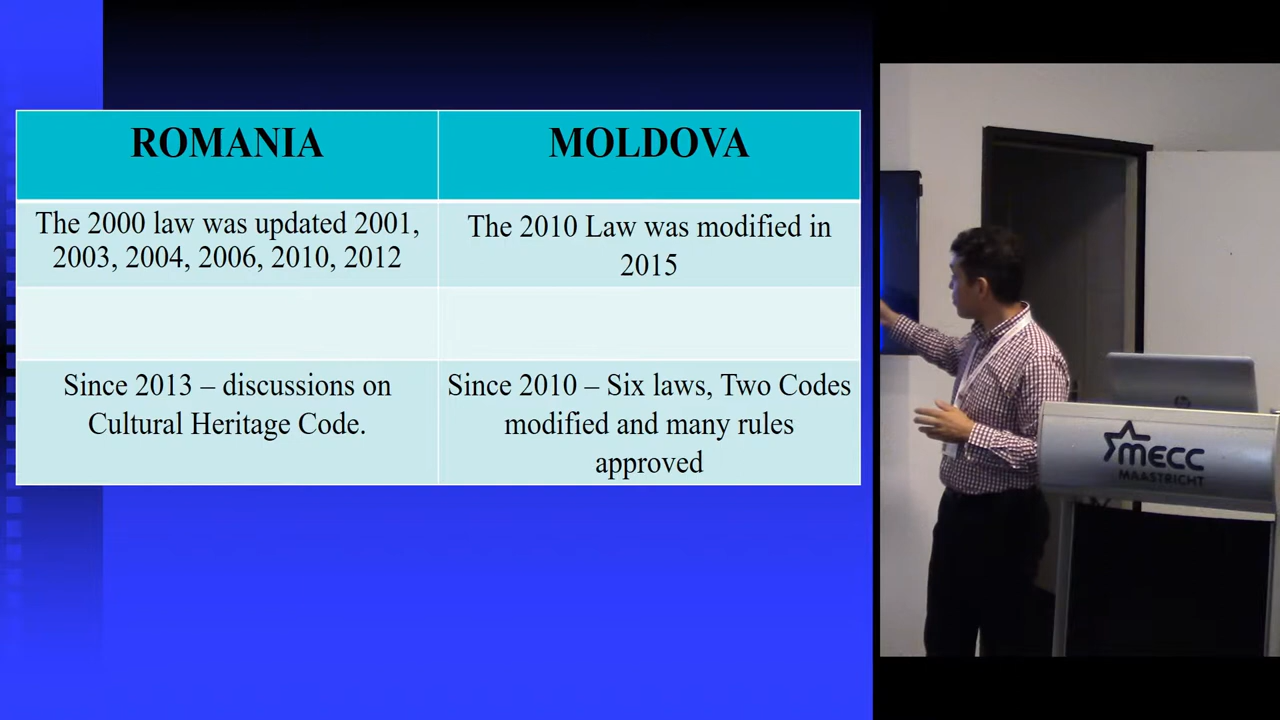 ROMANIA
MOLDOVA
The 2000 law was updated 2001,
2003, 2004, 2006, 2010, 2012
The 2010 Law was modified in
2015
Since 2013 – discussions on
Cultural Heritage Code.
Since 2010 – Six laws, Two Codes
modified and many rules
approved
mECC
MAASTRICHT